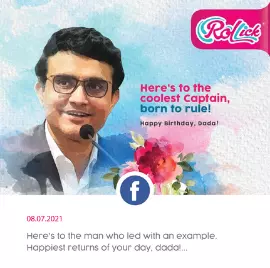 RoLick
Here's to the
coolest Captain,
born to rule!
Happy Birthday, Dada!
f
08.07.2021
Here's to the man who led with an example.
Happiest returns of your day, dada!...